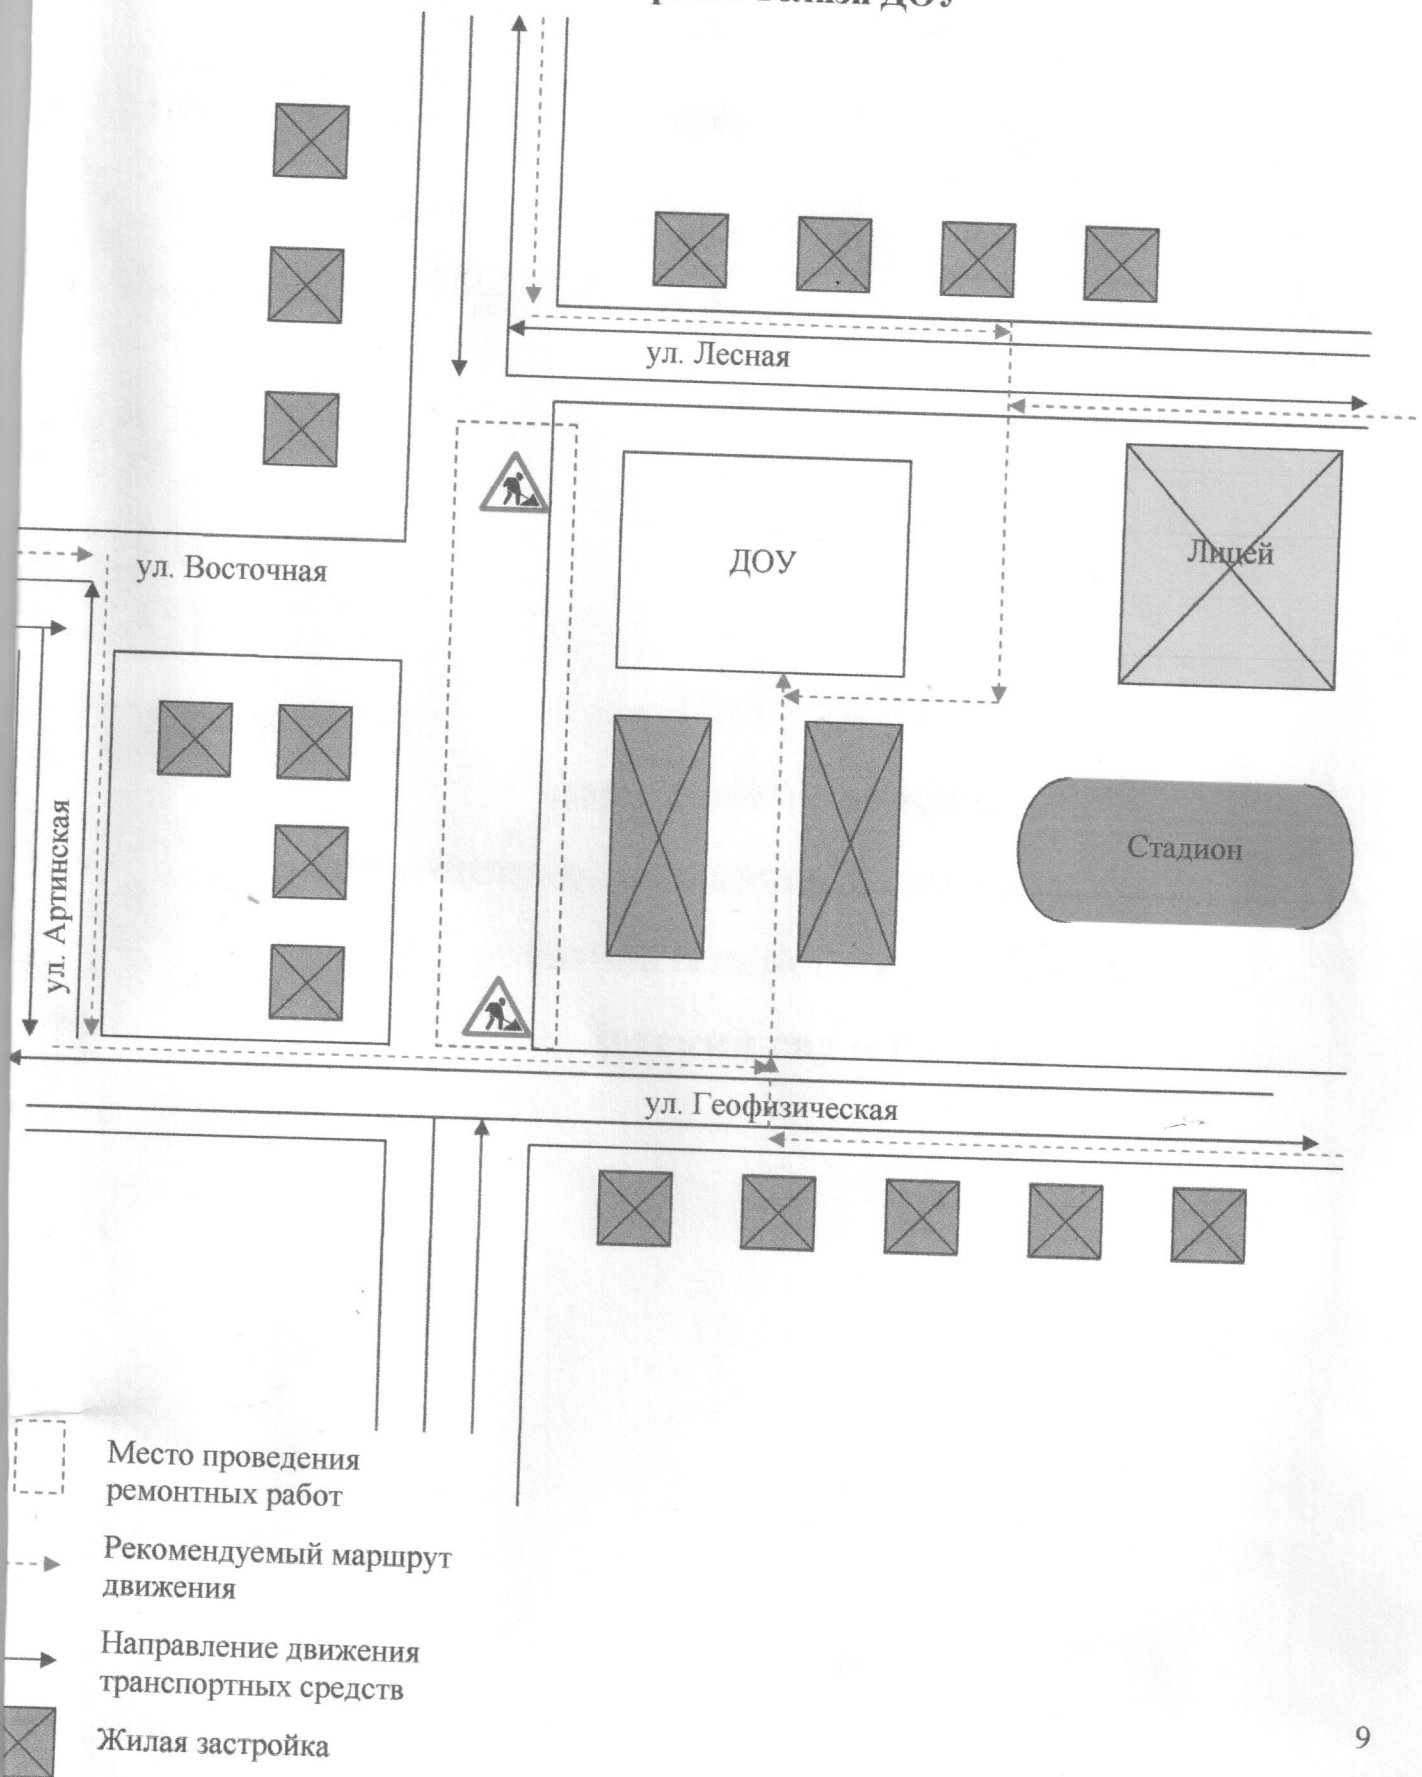 ДОУ
ул. Лесная
ДОУ
Лицей
ул. Восточная
ул. Артинская
Стадион
ул. Геофизическая
Место проведения
ремонтных работ
Рекомендуемый маршрут
движения
Направление движения
транспортных средств
Жилая застройка
9